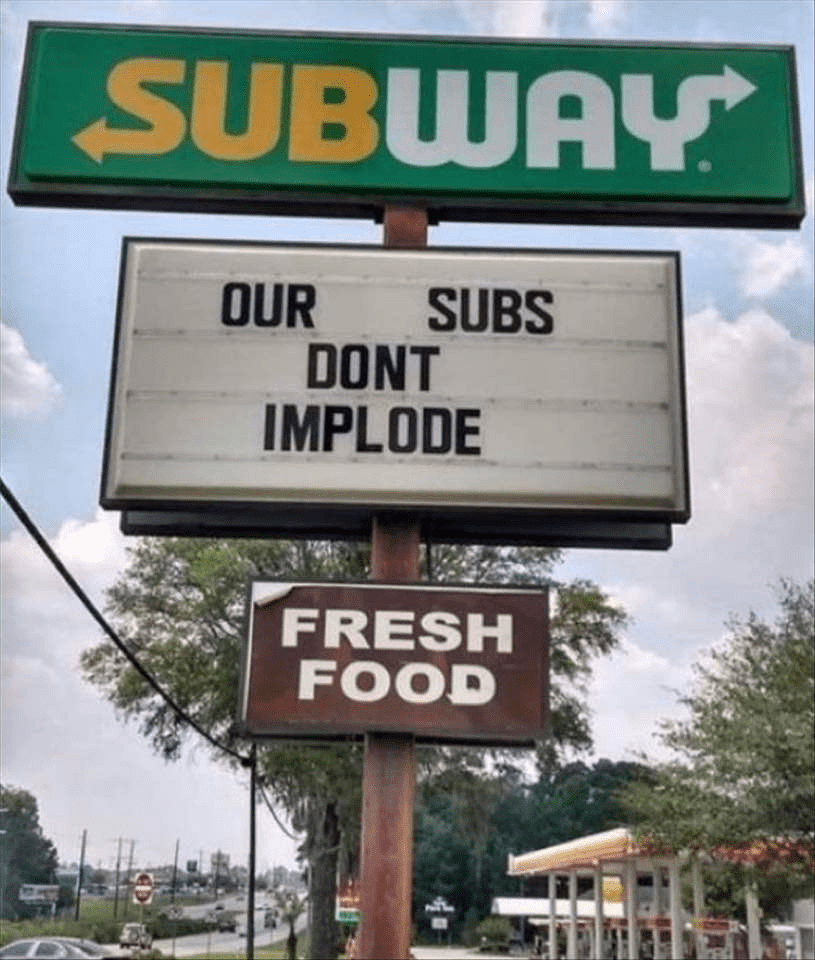 SUBWAY®
OUR SUBS
DONT
IMPLODE
FRESH
FOOD